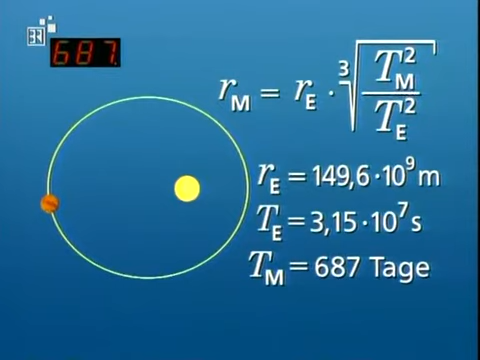 687.
r_M = r_E · ∛(T_M² / T_E²)
r_E = 149,6·10⁹ m
T_E = 3,15·10⁷ s
T_M = 687 Tage